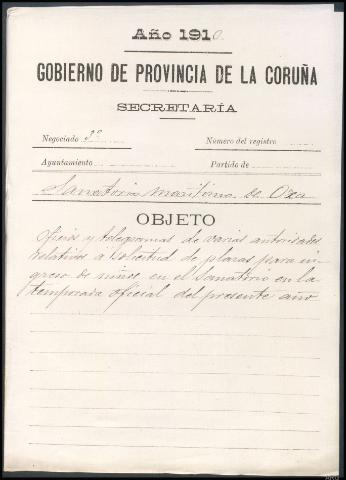 Año 1910.
GOBIERNO DE PROVINCIA DE LA CORUÑA
SECRETARÍA
Negociado 3º Número del registro
Ayuntamiento Partido de
Sanatorio Marítimo de Oza
OBJETO
Oficios y telegramas de varias autoridades
relativos a solicitud de plazas para in-
greso de niños en el Sanatorio en la
temporada oficial del presente año